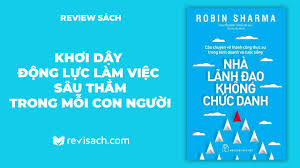 REVIEW SÁCH
KHƠI DẬY
ĐỘNG LỰC LÀM VIỆC
SÂU THẲM
TRONG MỖI CON NGƯỜI
revisach.com
ROBIN SHARMA
Câu chuyện về thành công thực sự
trong kinh doanh và cuộc sống
NHÀ
LÃNH ĐẠO
KHÔNG
CHỨC DANH